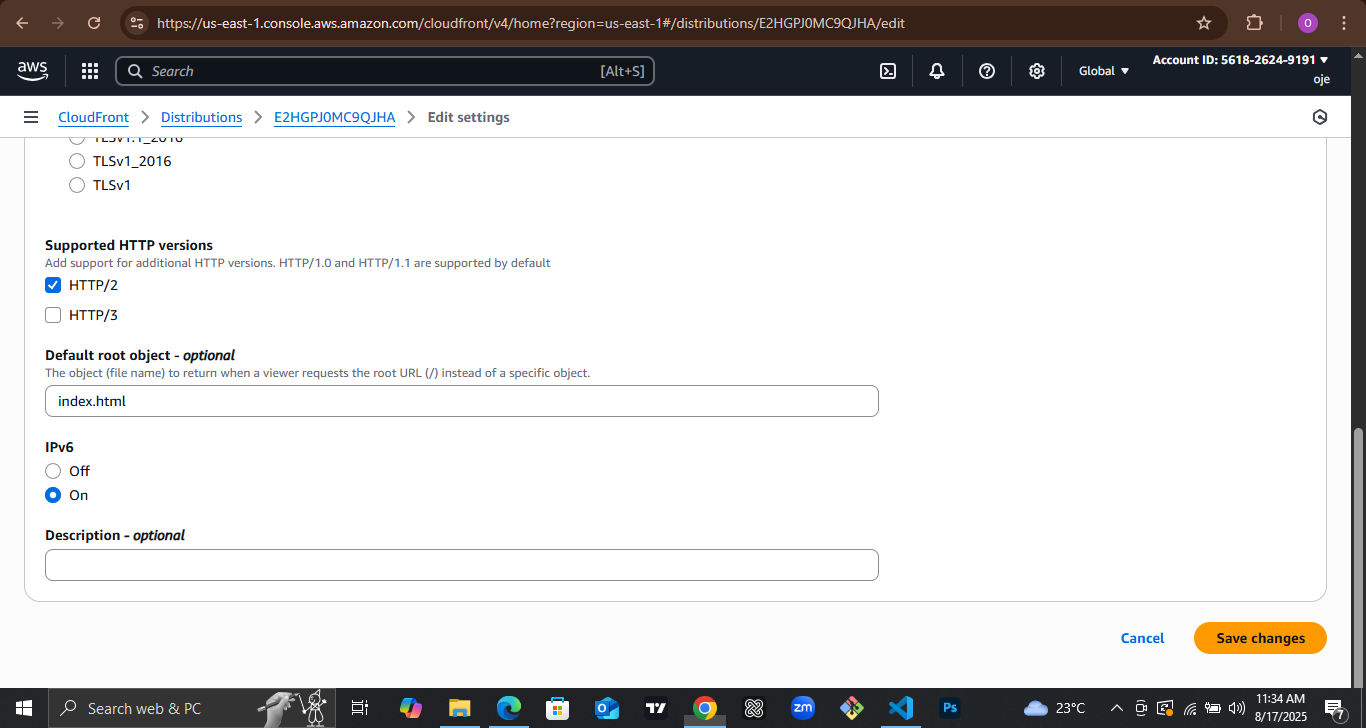 https://us-east-1.console.aws.amazon.com/cloudfront/v4/home?region=us-east-1#/distributions/E2HGPJ0MC9QJHA/edit
O
aws
Search
[Alt+S]
Global
Account ID: 5618-2624-9191
oje
CloudFront
Distributions
E2HGPJ0MC9QJHA
Edit settings
TLSv1.1_2016
TLSv1_2016
TLSv1
Supported HTTP versions
Add support for additional HTTP versions. HTTP/1.0 and HTTP/1.1 are supported by default
HTTP/2
HTTP/3
Default root object - optional
The object (file name) to return when a viewer requests the root URL (/) instead of a specific object.
index.html
IPv6
Off
On
Description - optional
Cancel
Save changes
Search web & PC
zm
Ps
23°C
11:34 AM
8/17/2025
7